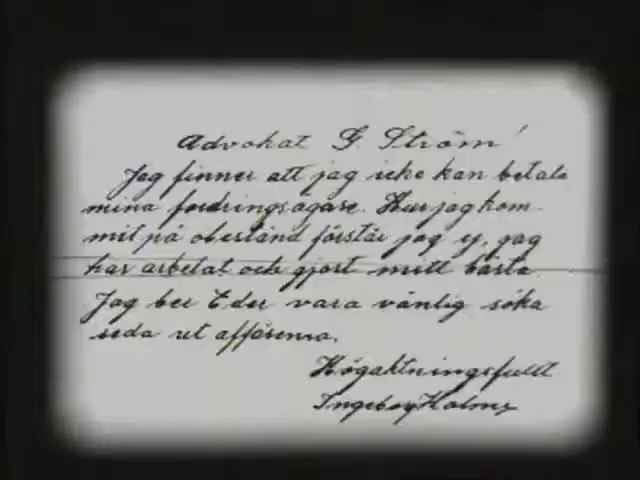 Advokat G. Ström!
Jag finner att jag icke kan betala
mina fordringsägare. Hur jag kom-
mit på obestånd förstår jag ej, jag
har arbetat och gjort mitt bästa.
Jag ber Eder vara vänlig söka
reda ut affärerna.
Högaktningsfullt
Ingeborg Holm